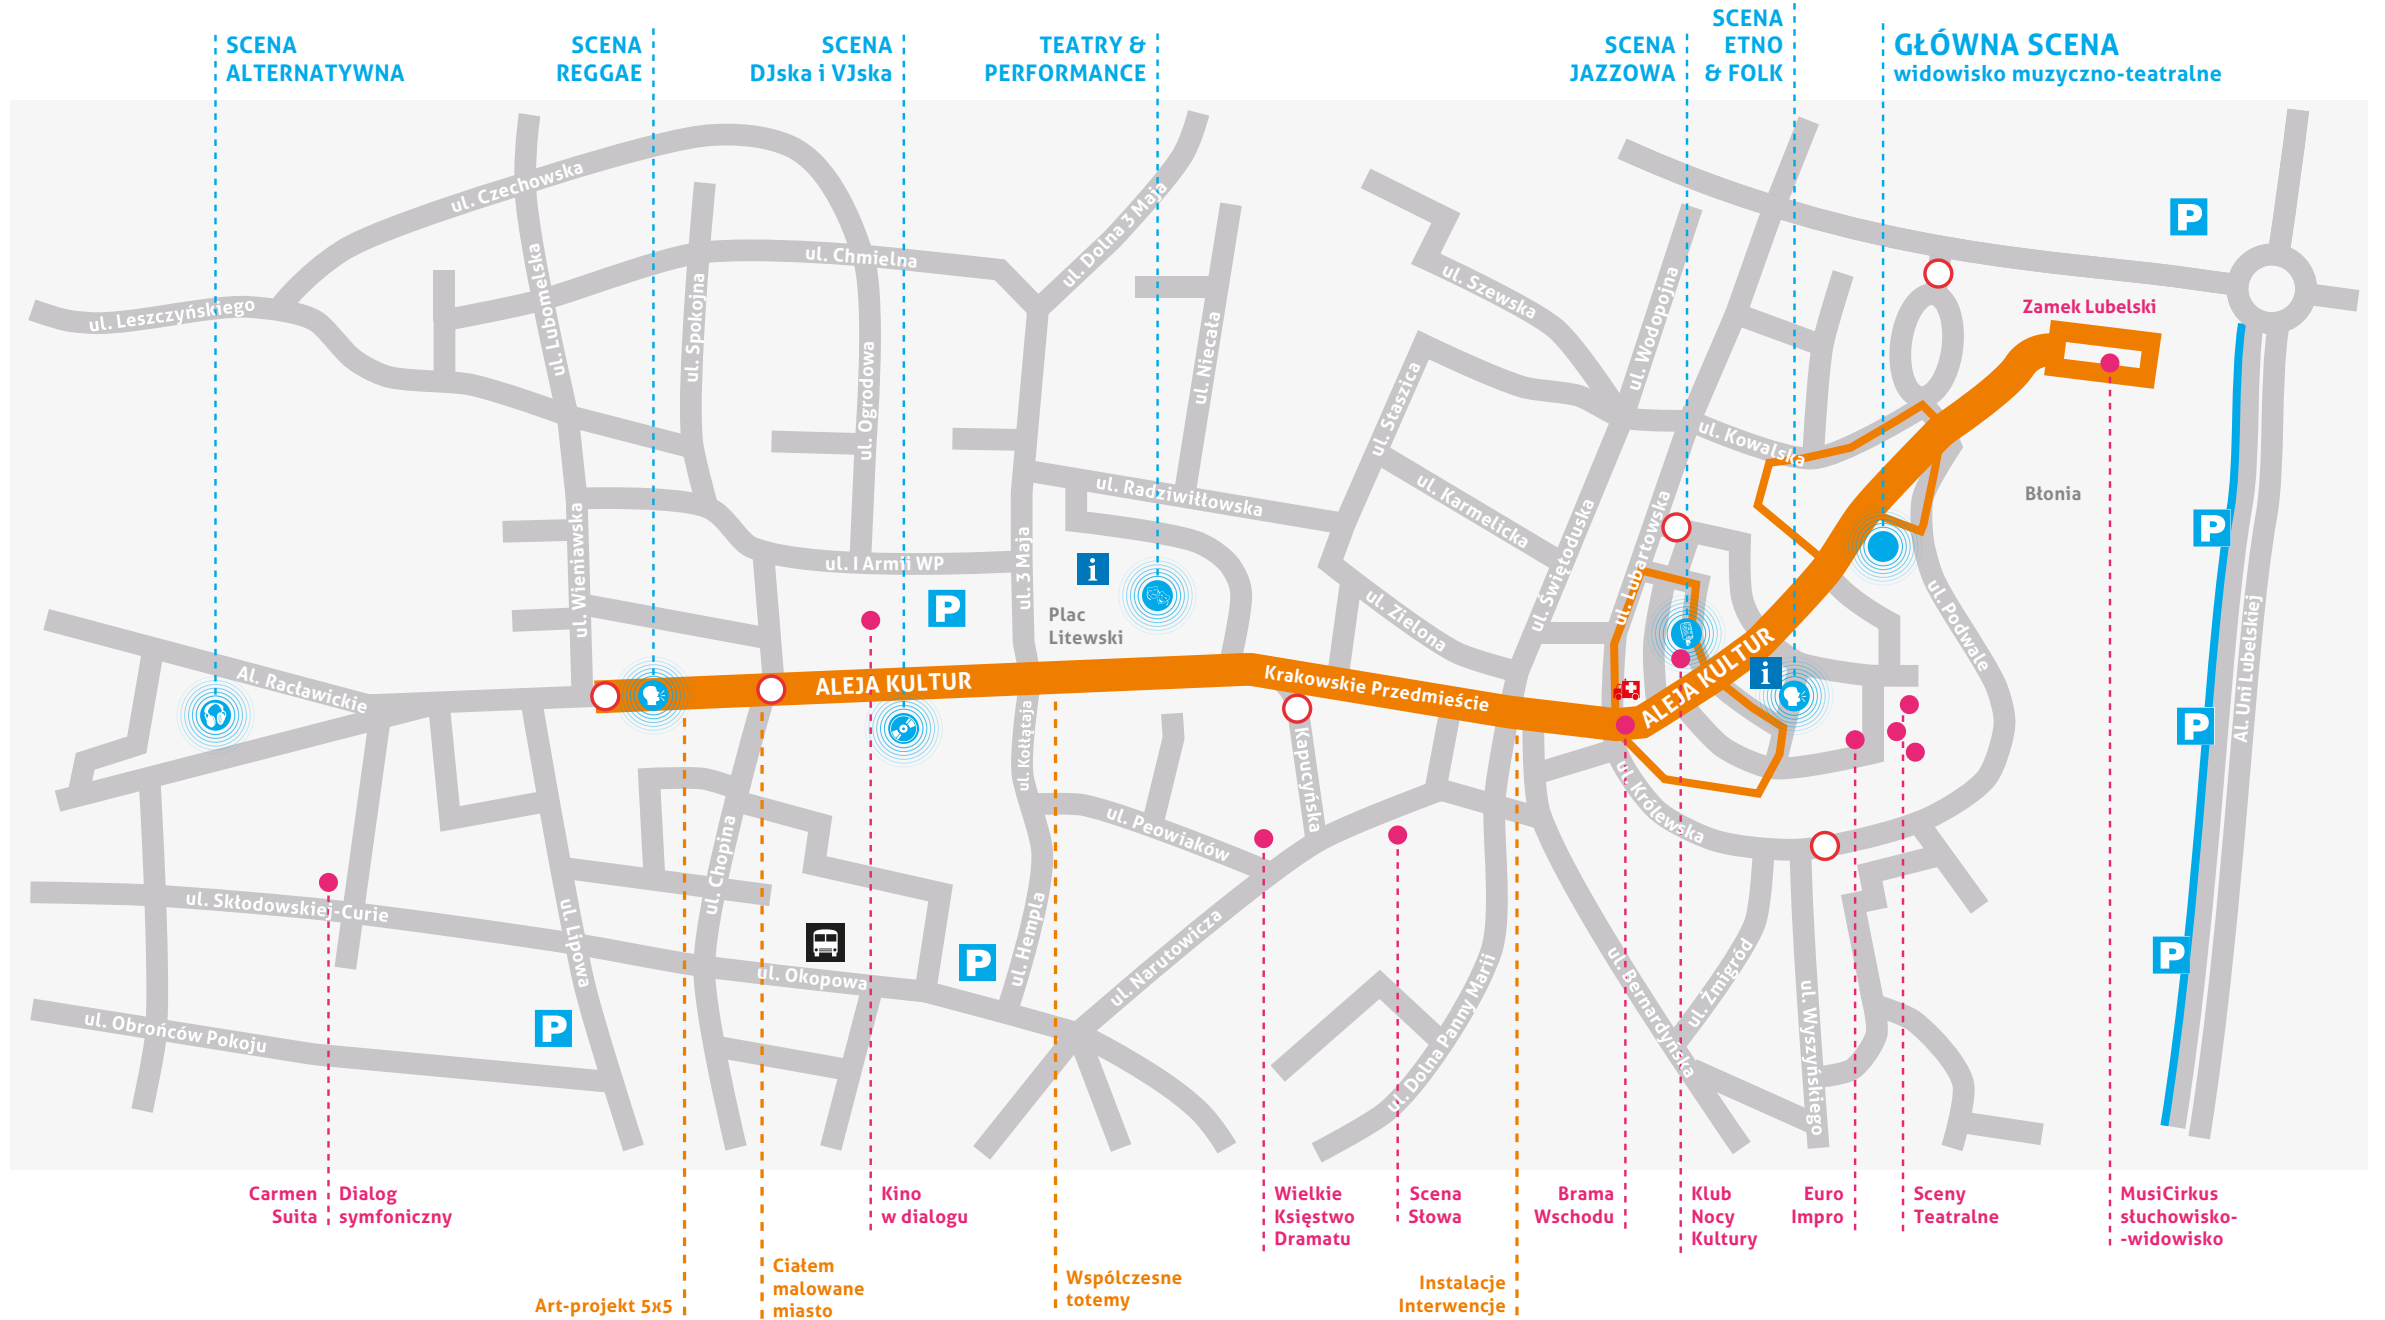 SCENA
ALTERNATYWNA
SCENA
REGGAE
SCENA
DJska i VJska
TEATRY &
PERFORMANCE
SCENA
JAZZOWA
SCENA
ETNO
& FOLK
GŁÓWNA SCENA
widowisko muzyczno-teatralne
ul. Czechowska
ul. Leszczyńskiego
ul. Lubomelska
ul. Spokojna
ul. Chmielna
ul. Ogrodowa
ul. Dolna 3 Maja
ul. Niecała
ul. Szewska
ul. Wodopojna
ul. Staszica
ul. Kowalska
Zamek Lubelski
P
ul. Radziwiłłowska
ul. Karmelicka
ul. Świętoduska
ul. Lubartowska
Błonia
P
ul. Wieniawska
ul. I Armii WP
ul. 3 Maja
i
P
Plac
Litewski
ul. Zielona
ul. Podwale
Al. Uni Lubelskiej
Al. Racławickie
ALEJA KULTUR
Krakowskie Przedmieście
ALEJA KULTUR
i
P
ul. Kołłątaja
Kapucyńska
ul. Królewska
ul. Peowiaków
ul. Chopina
ul. Skłodowskiej-Curie
ul. Lipowa
ul. Okopowa
P
ul. Hempla
ul. Narutowicza
ul. Dolna Panny Marii
ul. Bernardyńska
ul. Żmigród
ul. Wyszyńskiego
P
ul. Obrońców Pokoju
P
Carmen
Suita
Dialog
symfoniczny
Kino
w dialogu
Wielkie
Księstwo
Dramatu
Scena
Słowa
Brama
Wschodu
Klub
Nocy
Kultury
Euro
Impro
Sceny
Teatralne
MusiCirkus
słuchowisko-
-widowisko
Art-projekt 5x5
Ciałem
malowane
miasto
Wspólczesne
totemy
Instalacje
Interwencje